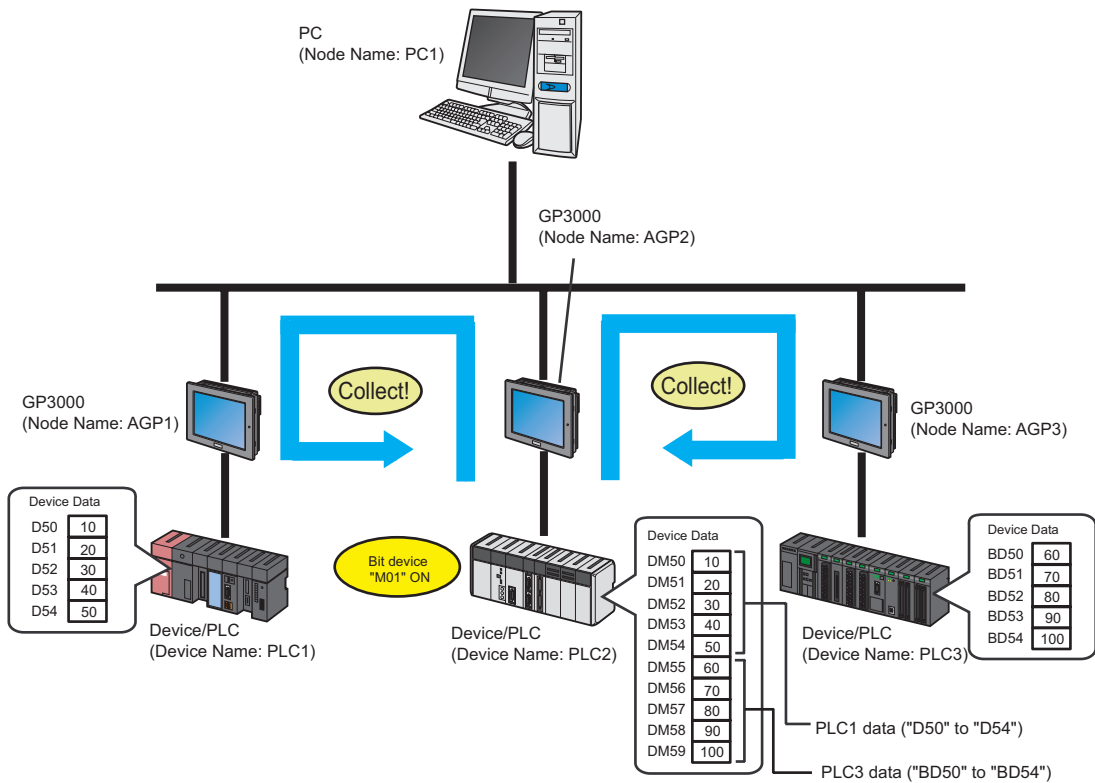 PC
(Node Name: PC1)
GP3000
(Node Name: AGP2)
Collect!
Collect!
GP3000
(Node Name: AGP1)
GP3000
(Node Name: AGP3)
Device Data
D50 10
D51 20
D52 30
D53 40
D54 50
Device/PLC
(Device Name: PLC1)
Bit device
"M01" ON
Device/PLC
(Device Name: PLC2)
Device Data
DM50 10
DM51 20
DM52 30
DM53 40
DM54 50
DM55 60
DM56 70
DM57 80
DM58 90
DM59 100
Device/PLC
(Device Name: PLC3)
Device Data
BD50 60
BD51 70
BD52 80
BD53 90
BD54 100
PLC1 data ("D50" to "D54")
PLC3 data ("BD50" to "BD54")